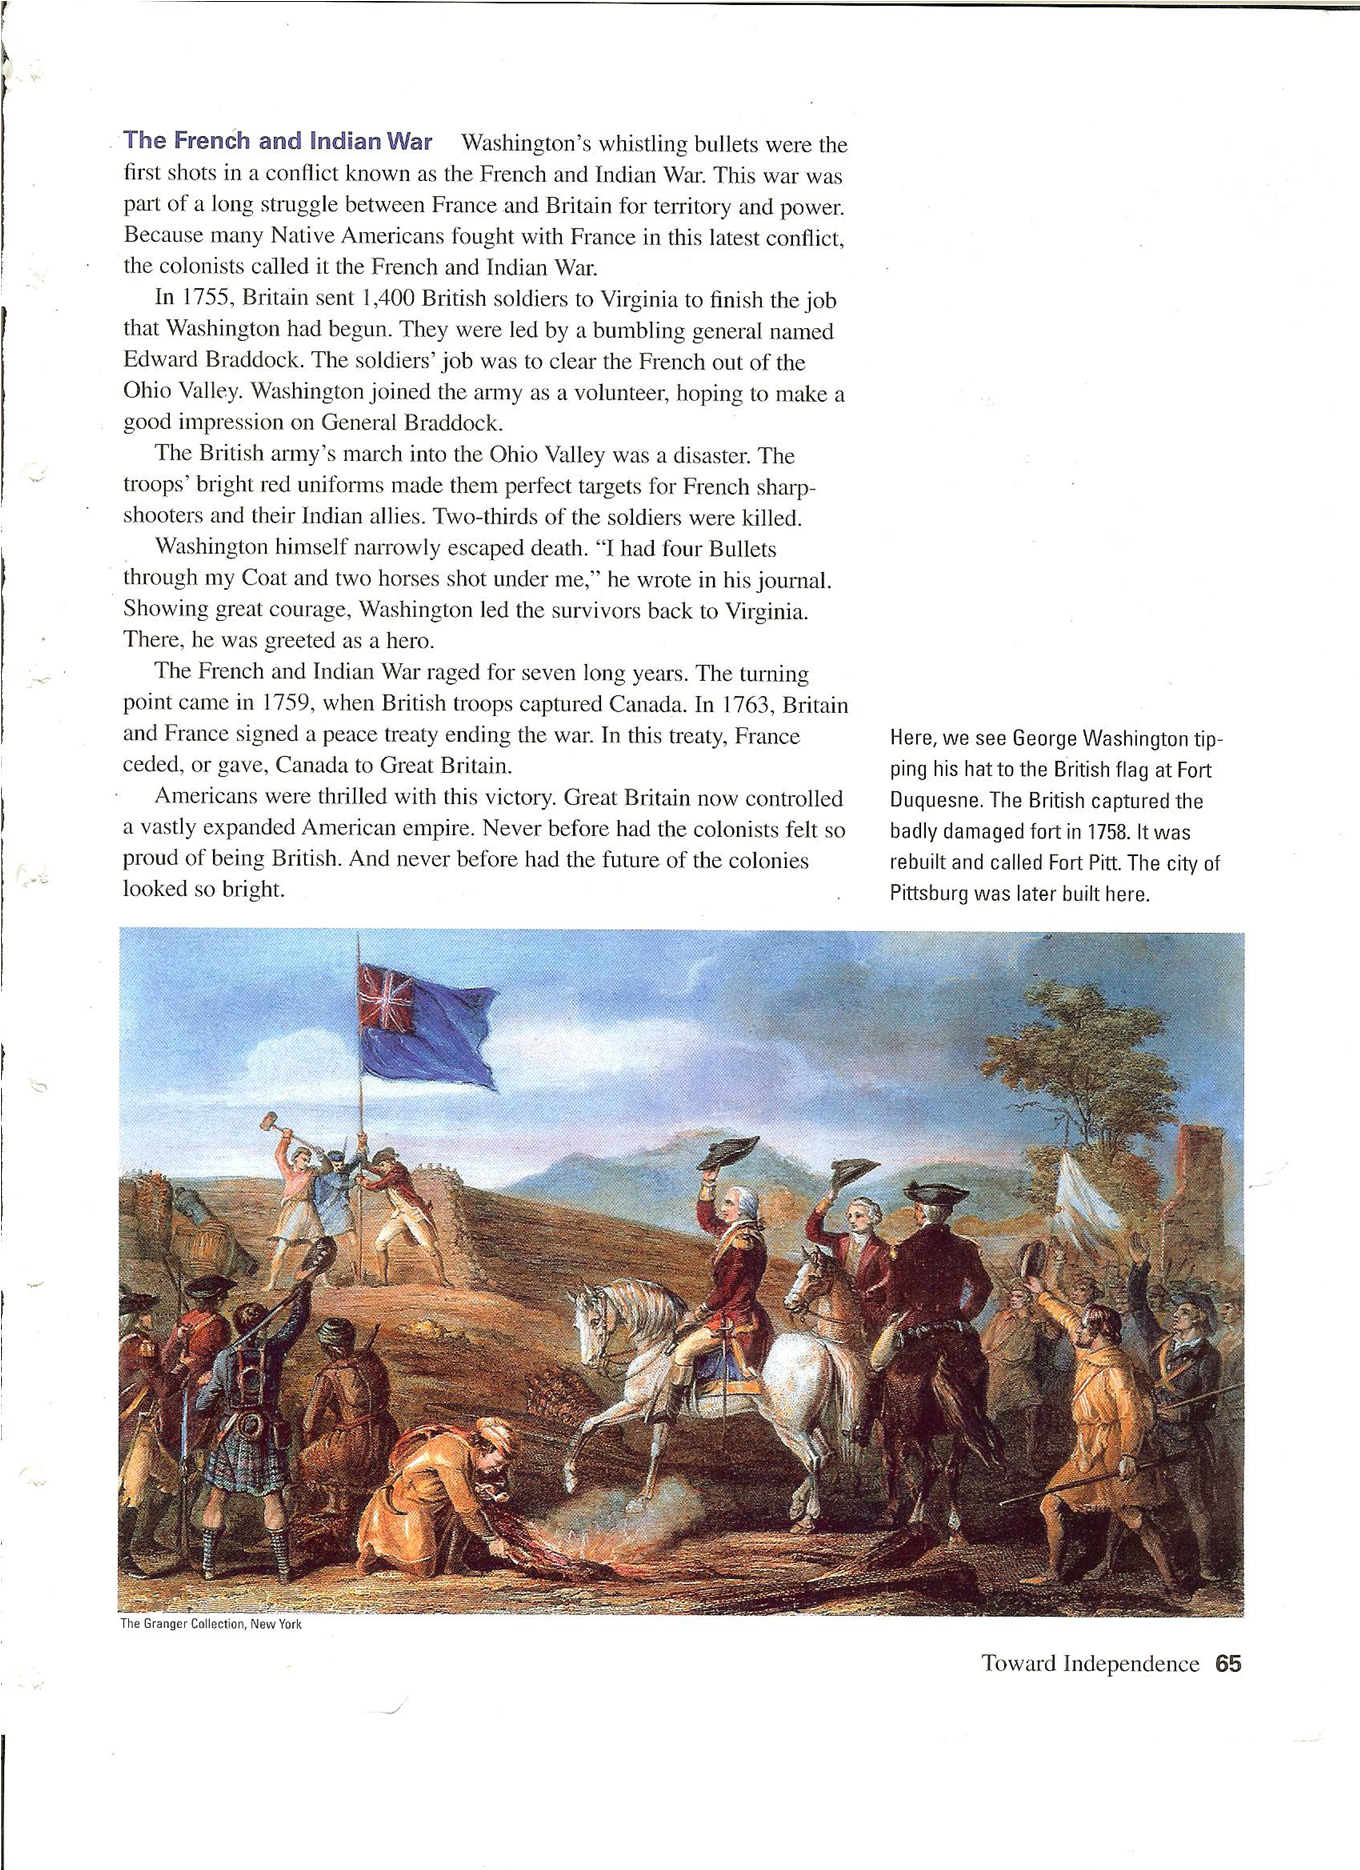 The French and Indian War Washington's whistling bullets were the
first shots in a conflict known as the French and Indian War. This war was
part of a long struggle between France and Britain for territory and power.
Because many Native Americans fought with France in this latest conflict,
the colonists called it the French and Indian War.
In 1755, Britain sent 1,400 British soldiers to Virginia to finish the job
that Washington had begun. They were led by a bumbling general named
Edward Braddock. The soldiers' job was to clear the French out of the
Ohio Valley. Washington joined the army as a volunteer, hoping to make a
good impression on General Braddock.
The British army's march into the Ohio Valley was a disaster. The
troops' bright red uniforms made them perfect targets for French sharp-
shooters and their Indian allies. Two-thirds of the soldiers were killed.
Washington himself narrowly escaped death. "I had four Bullets
through my Coat and two horses shot under me," he wrote in his journal.
Showing great courage, Washington led the survivors back to Virginia.
There, he was greeted as a hero.
The French and Indian War raged for seven long years. The turning
point came in 1759, when British troops captured Canada. In 1763, Britain
and France signed a peace treaty ending the war. In this treaty, France
ceded, or gave, Canada to Great Britain.
Americans were thrilled with this victory. Great Britain now controlled
a vastly expanded American empire. Never before had the colonists felt so
proud of being British. And never before had the future of the colonies
looked so bright.
Here, we see George Washington tip-
ping his hat to the British flag at Fort
Duquesne. The British captured the
badly damaged fort in 1758. It was
rebuilt and called Fort Pitt. The city of
Pittsburg was later built here.
The Granger Collection, New York
Toward Independence 65